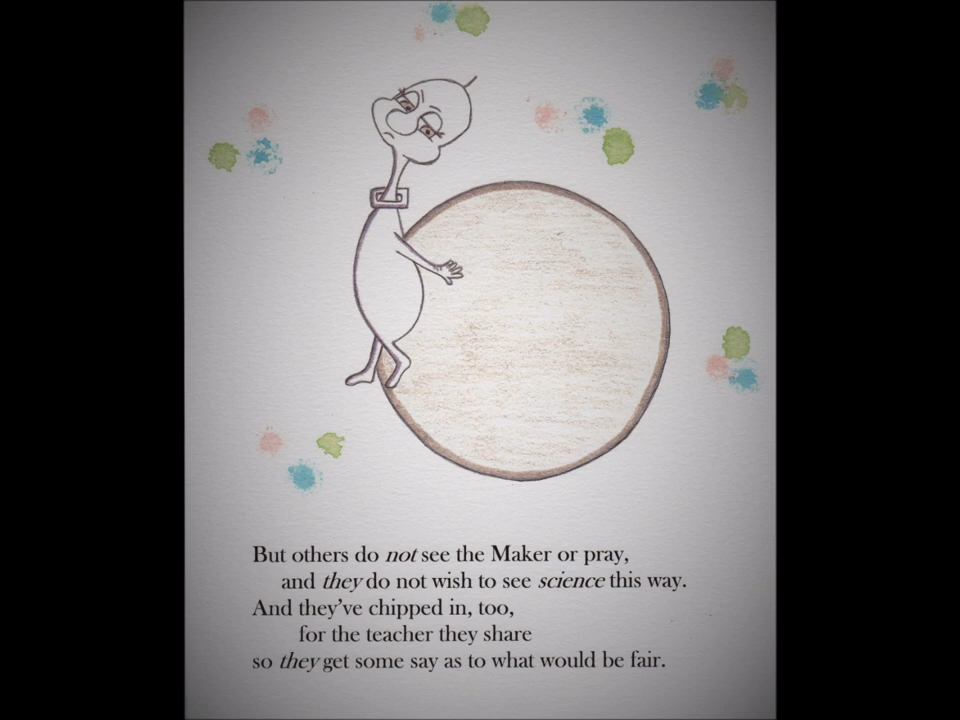 But others do not see the Maker or pray,
and they do not wish to see science this way.
And they've chipped in, too,
for the teacher they share
so they get some say as to what would be fair.